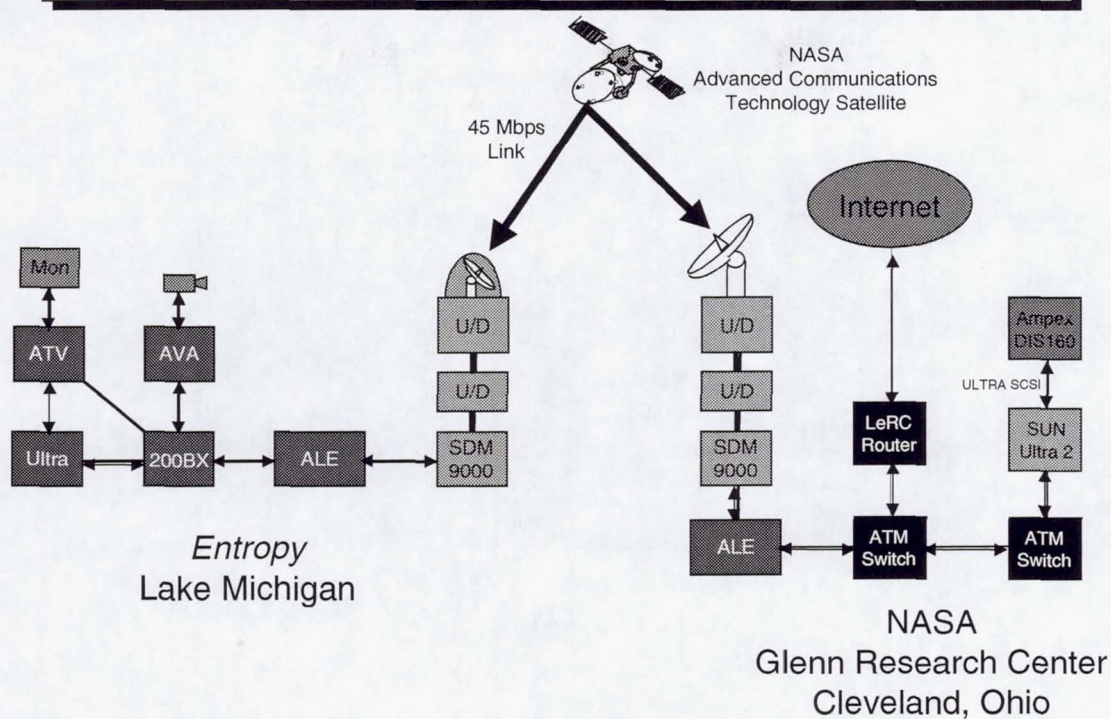 NASA
Advanced Communications
Technology Satellite
45 Mbps
Link
Internet
Mon
ATV
AVA
Ultra
200BX
ALE
U/D
U/D
SDM
9000
U/D
U/D
SDM
9000
ALE
LeRC
Router
ATM
Switch
Ampex
DIS160
ULTRA SCSI
SUN
Ultra 2
ATM
Switch
Entropy
Lake Michigan
NASA
Glenn Research Center
Cleveland, Ohio